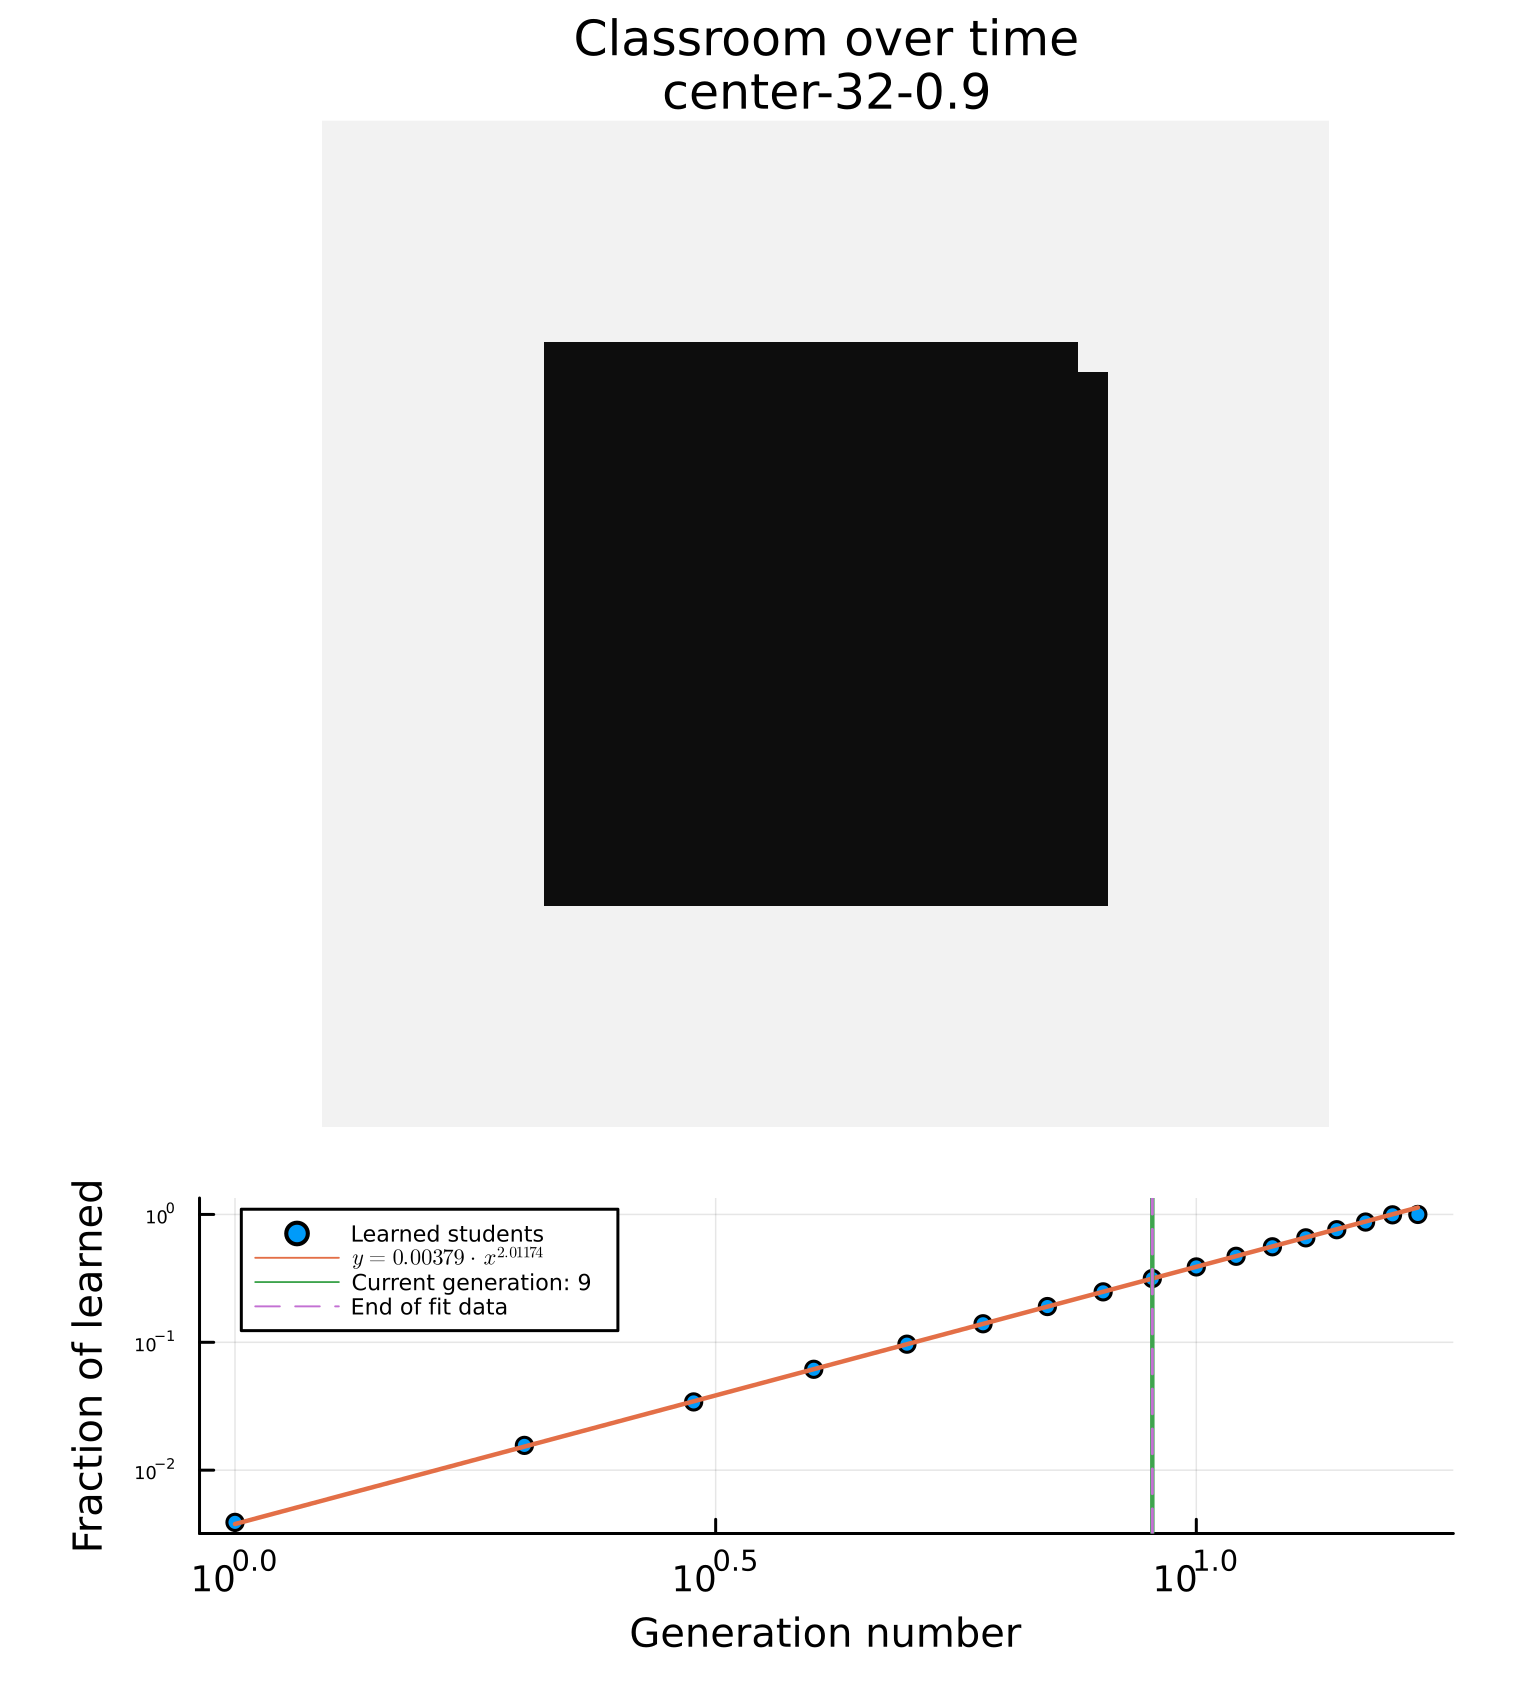 Classroom over time
center-32-0.9
Fraction of learned
10^0
10^−1
10^−2
Learned students
y = 0.00379 · x^2.01174
Current generation: 9
End of fit data
10^0.0
10^0.5
10^1.0
Generation number